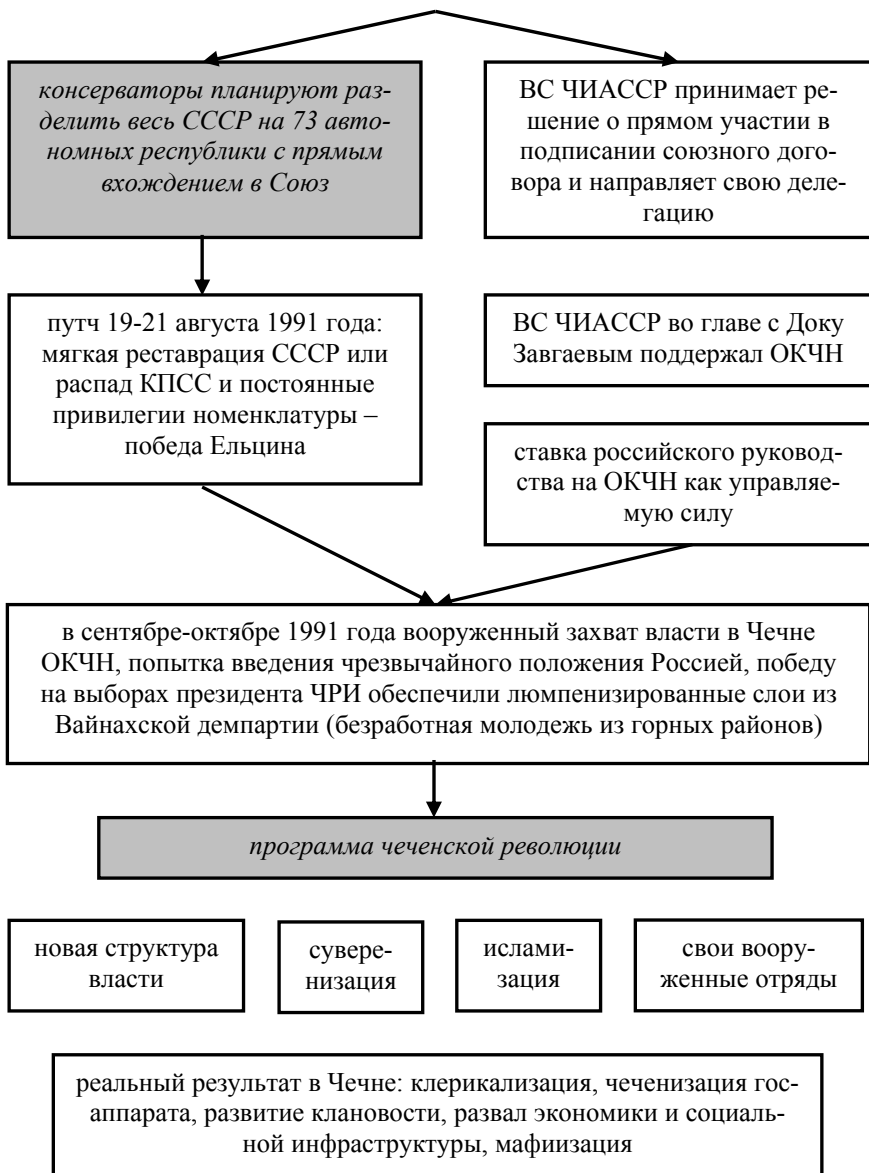 консерваторы планируют раз-
делить весь СССР на 73 авто-
номных республики с прямым
вхождением в Союз
ВС ЧИАССР принимает ре-
шение о прямом участии в
подписании союзного дого-
вора и направляет свою деле-
гацию
путч 19-21 августа 1991 года:
мягкая реставрация СССР или
распад КПСС и постоянные
привилегии номенклатуры –
победа Ельцина
ВС ЧИАССР во главе с Доку
Завгаевым поддержал ОКЧН
ставка российского руковод-
ства на ОКЧН как управляе-
мую силу
в сентябре-октябре 1991 года вооруженный захват власти в Чечне
ОКЧН, попытка введения чрезвычайного положения Россией, победу
на выборах президента ЧРИ обеспечили люмпенизированные слои из
Вайнахской демпартии (безработная молодежь из горных районов)
программа чеченской революции
новая структура
власти
сувере-
низация
ислами-
зация
свои воору-
женные отряды
реальный результат в Чечне: клерикализация, чеченизация гос-
аппарата, развитие клановости, развал экономики и социаль-
ной инфраструктуры, мафиизация